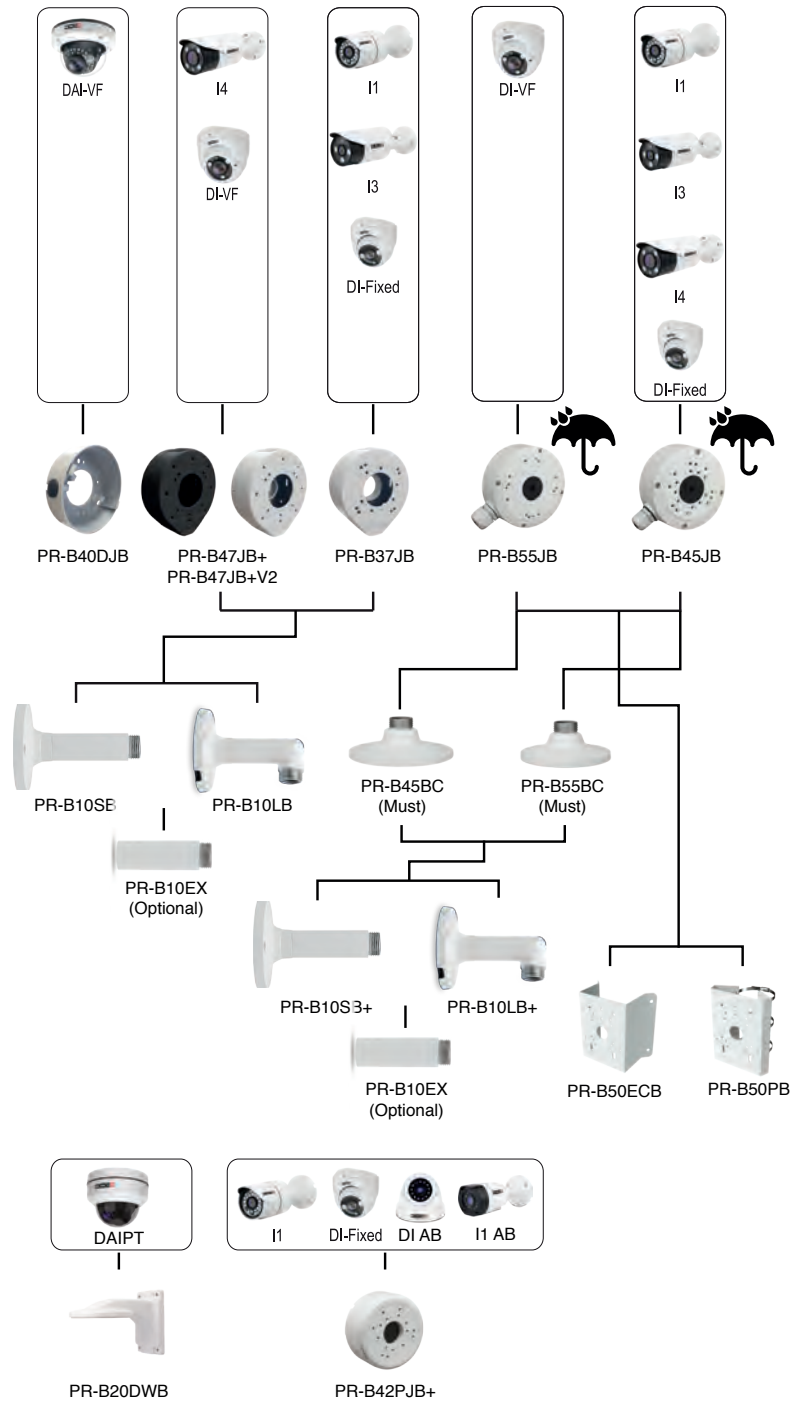 DAI-VF
I4
DI-VF
I1
I3
DI-Fixed
DI-VF
I1
I3
I4
DI-Fixed
PR-B40DJB
PR-B47JB+
PR-B47JB+V2
PR-B37JB
PR-B55JB
PR-B45JB
PR-B10SB
PR-B10LB
PR-B45BC
(Must)
PR-B55BC
(Must)
PR-B10EX
(Optional)
PR-B10SB+
PR-B10LB+
PR-B10EX
(Optional)
PR-B50ECB
PR-B50PB
DAIPT
I1
DI-Fixed
DI AB
I1 AB
PR-B20DWB
PR-B42PJB+